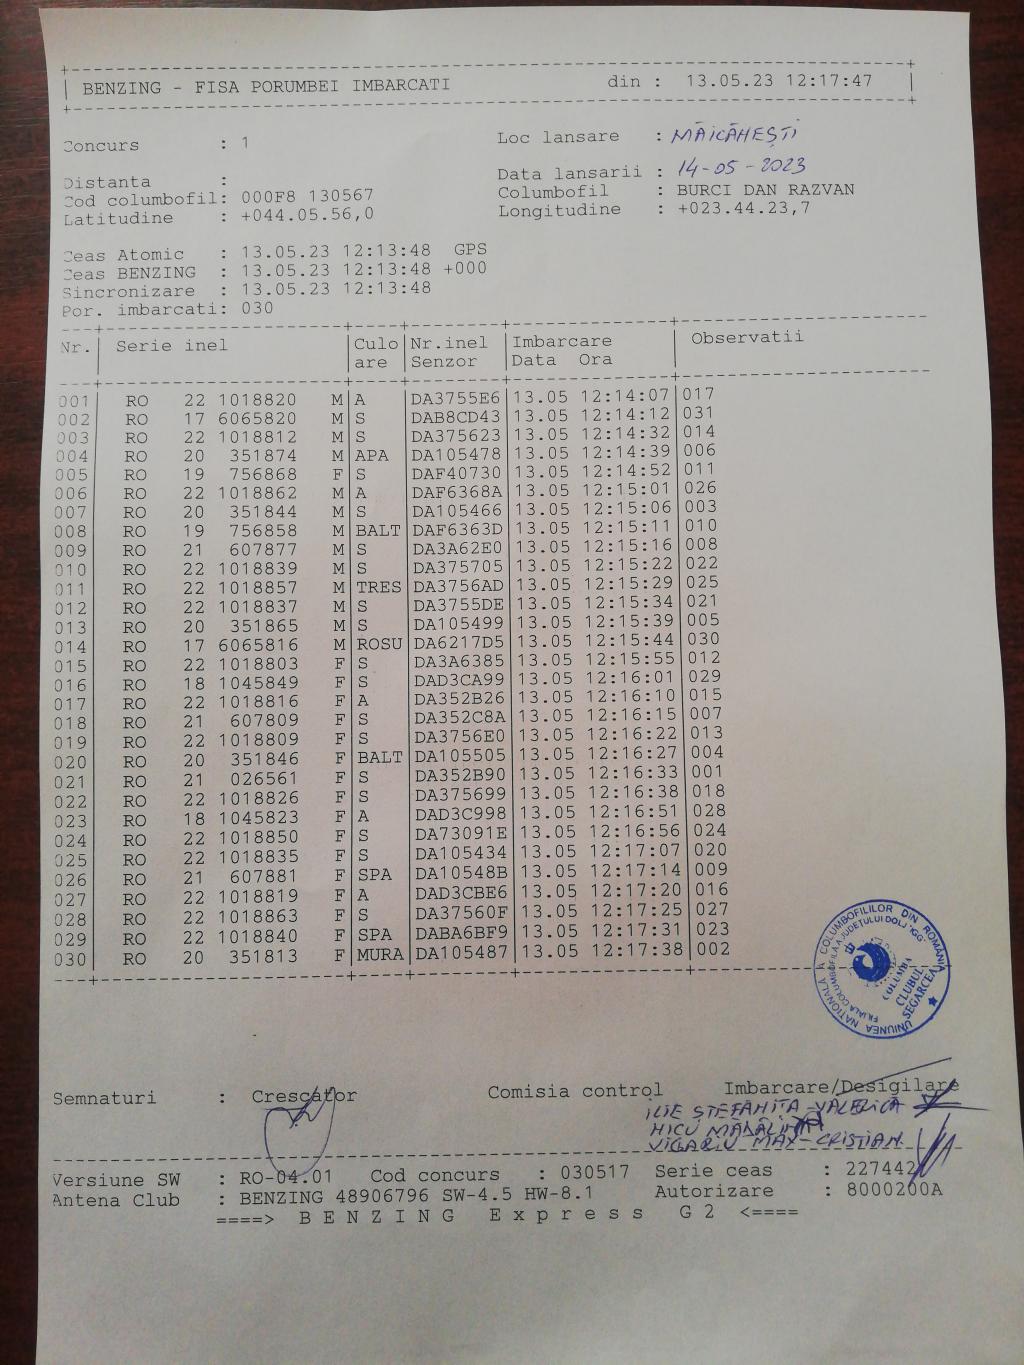 BENZING - FISA PORUMBEI IMBARCATI din : 13.05.23 12:17:47
Concurs : 1 Loc lansare :
Distanta : Data lansarii : 14-05-2023
Cod columbofil: 000F8 130567 Columbofil : BURCI DAN RAZVAN
Latitudine : +044.05.56,0 Longitudine : +023.44.23,7
Ceas Atomic : 13.05.23 12:13:48 GPS
Ceas BENZING : 13.05.23 12:13:48 +000
Sincronizare : 13.05.23 12:13:48
Por. imbarcati: 030
Nr. Serie inel Culo Nr.inel Imbarcare Observatii
are Senzor Data Ora
001 RO 22 1018820 M A DA3755E6 13.05 12:14:07 017
002 RO 17 6065820 M S DAB8CD43 13.05 12:14:12 031
003 RO 22 1018812 M S DA375623 13.05 12:14:32 014
004 RO 20 351874 M APA DA105478 13.05 12:14:39 006
005 RO 19 756868 F S DAF40730 13.05 12:14:52 011
006 RO 22 1018862 M A DAF6368A 13.05 12:15:01 026
007 RO 20 351844 M S DA105466 13.05 12:15:06 003
008 RO 19 756858 M BALT DAF6363D 13.05 12:15:11 010
009 RO 21 607877 M S DA3A62E0 13.05 12:15:16 008
010 RO 22 1018839 M S DA375705 13.05 12:15:22 022
011 RO 22 1018857 M TRES DA3756AD 13.05 12:15:29 025
012 RO 22 1018837 M S DA3755DE 13.05 12:15:34 021
013 RO 20 351865 M S DA105499 13.05 12:15:39 005
014 RO 17 6065816 M ROSU DA6217D5 13.05 12:15:44 030
015 RO 22 1018803 F S DA3A6385 13.05 12:15:55 012
016 RO 18 1045849 F S DAD3CA99 13.05 12:16:01 029
017 RO 22 1018816 F A DA352B26 13.05 12:16:10 015
018 RO 21 607809 F S DA352C8A 13.05 12:16:15 007
019 RO 22 1018809 F S DA3756E0 13.05 12:16:22 013
020 RO 20 351846 F BALT DA105505 13.05 12:16:27 004
021 RO 21 026561 F S DA352B90 13.05 12:16:33 001
022 RO 22 1018826 F S DA375699 13.05 12:16:38 018
023 RO 18 1045823 F A DAD3C998 13.05 12:16:51 028
024 RO 22 1018850 F S DA73091E 13.05 12:16:56 024
025 RO 22 1018835 F S DA105434 13.05 12:17:07 020
026 RO 21 607881 F SPA DA10548B 13.05 12:17:14 009
027 RO 22 1018819 F A DAD3CBE6 13.05 12:17:20 016
028 RO 22 1018863 F S DA37560F 13.05 12:17:25 027
029 RO 22 1018840 F SPA DABA6BF9 13.05 12:17:31 023
030 RO 20 351813 F MURA DA105487 13.05 12:17:38 002
UNIUNEA NAȚIONALĂ A COLUMBOFILILOR DIN ROMÂNIA
FILIALA COLUMBOFILĂ A JUDEȚULUI DOLJ
COLUMBA
CLUBUL
SEGARCEA
Semnaturi : Crescator Comisia control Imbarcare/Desigilare
ILIE ȘTEFĂNIȚĂ-VALERICĂ
NICU MĂDĂLIN
VIGARIU MAX-CRISTIAN
Versiune SW : RO-04.01 Cod concurs : 030517 Serie ceas : 227442
Antena Club : BENZING 48906796 SW-4.5 HW-8.1 Autorizare : 8000200A
====> BENZING Express G2 <====